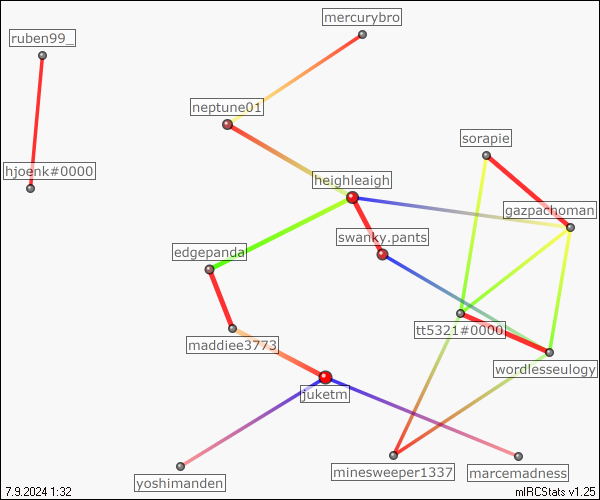 mercurybro
ruben99_
neptune01
sorapie
hjoenk#0000
heighleaigh
gazpachoman
swanky.pants
edgepanda
tt5321#0000
maddiee3773
wordlesseulogy
juketm
minesweeper1337
marcemadness
yoshimanden
7.9.2024 1:32
mIRCStats v1.25